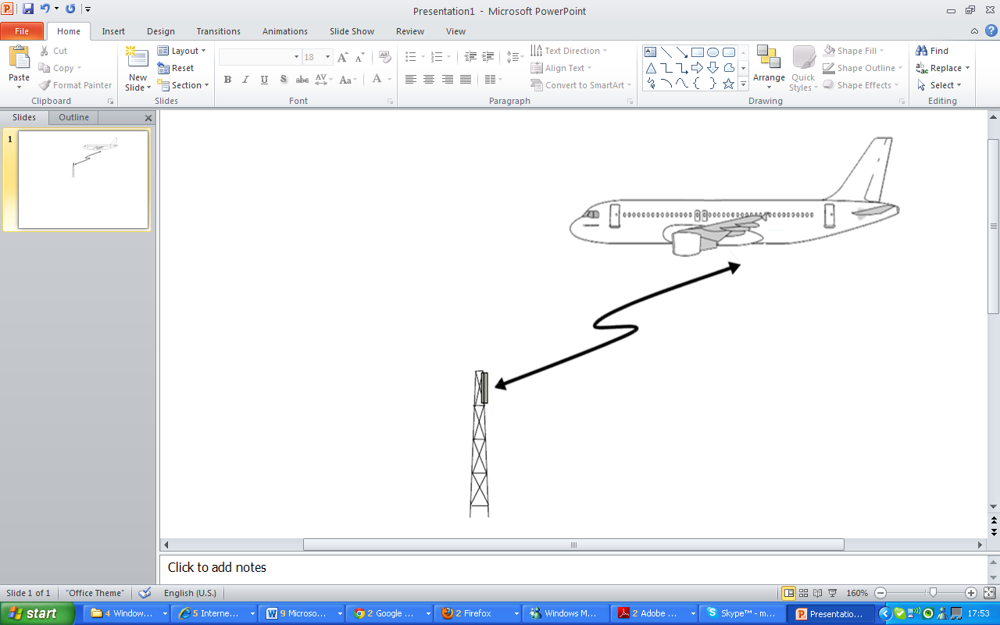 Presentation1 - Microsoft PowerPoint
File Home Insert Design Transitions Animations Slide Show Review View
Paste
Cut
Copy
Format Painter
Clipboard
New Slide
Layout
Reset
Section
Slides
18
B I U S abc AV Aa A
Font
Text Direction
Align Text
Convert to SmartArt
Paragraph
Arrange
Quick Styles
Shape Fill
Shape Outline
Shape Effects
Drawing
Find
Replace
Select
Editing
Slides Outline
1
Click to add notes
Slide 1 of 1 "Office Theme" English (U.S.) 160%
start 4 Window... 5 Interne... 9 Microso... 2 Google ... 2 Firefox Windows M... 2 Adobe ... Skype™ - m... Presentatio... 17:53